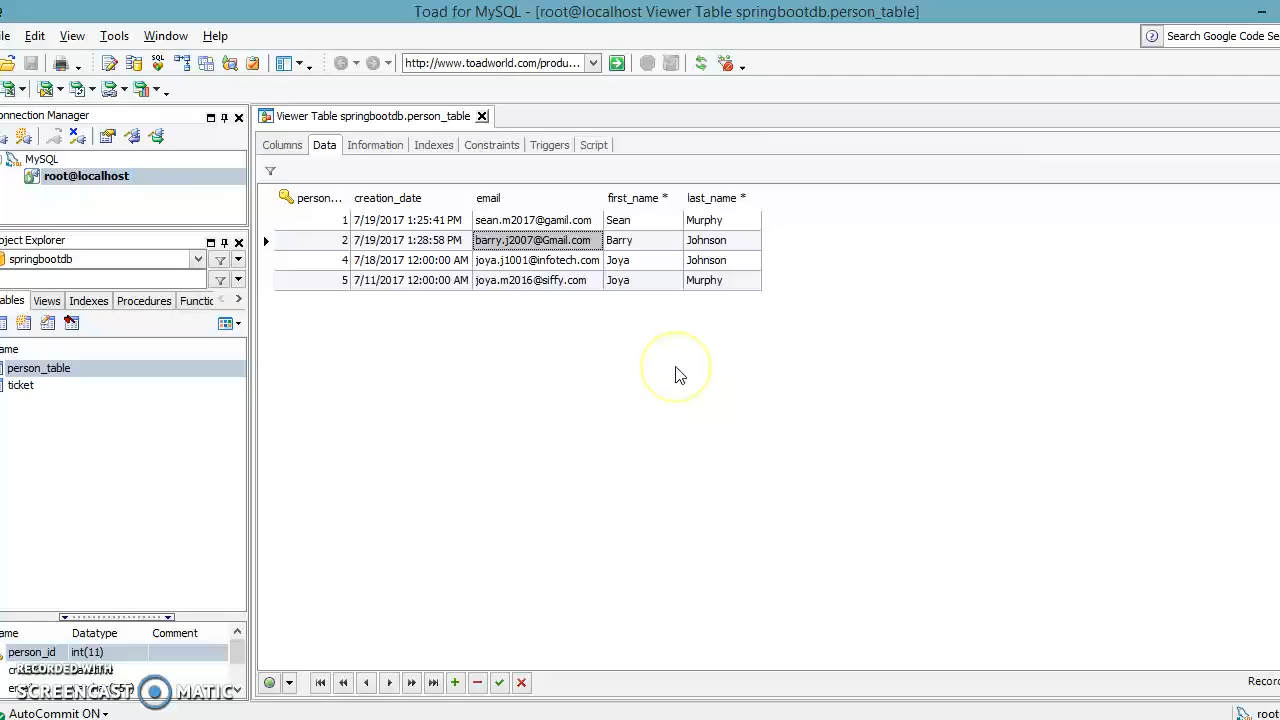 Toad for MySQL - [root@localhost Viewer Table springbootdb.person_table]
Edit View Tools Window Help
Search Google Code Se
http://www.toadworld.com/produ...
onnection Manager
Viewer Table springbootdb.person_table
Columns Data Information Indexes Constraints Triggers Script
MySQL
root@localhost
person... creation_date email first_name * last_name *
1 7/19/2017 1:25:41 PM sean.m2017@gamil.com Sean Murphy
2 7/19/2017 1:28:58 PM barry.j2007@Gmail.com Barry Johnson
4 7/18/2017 12:00:00 AM joya.j1001@infotech.com Joya Johnson
5 7/11/2017 12:00:00 AM joya.m2016@siffy.com Joya Murphy
oject Explorer
springbootdb
ables Views Indexes Procedures Functic
ame
person_table
ticket
ame Datatype Comment
person_id int(11)
RECORDED WITH
SCREENCAST MATIC
Recor
AutoCommit ON
root